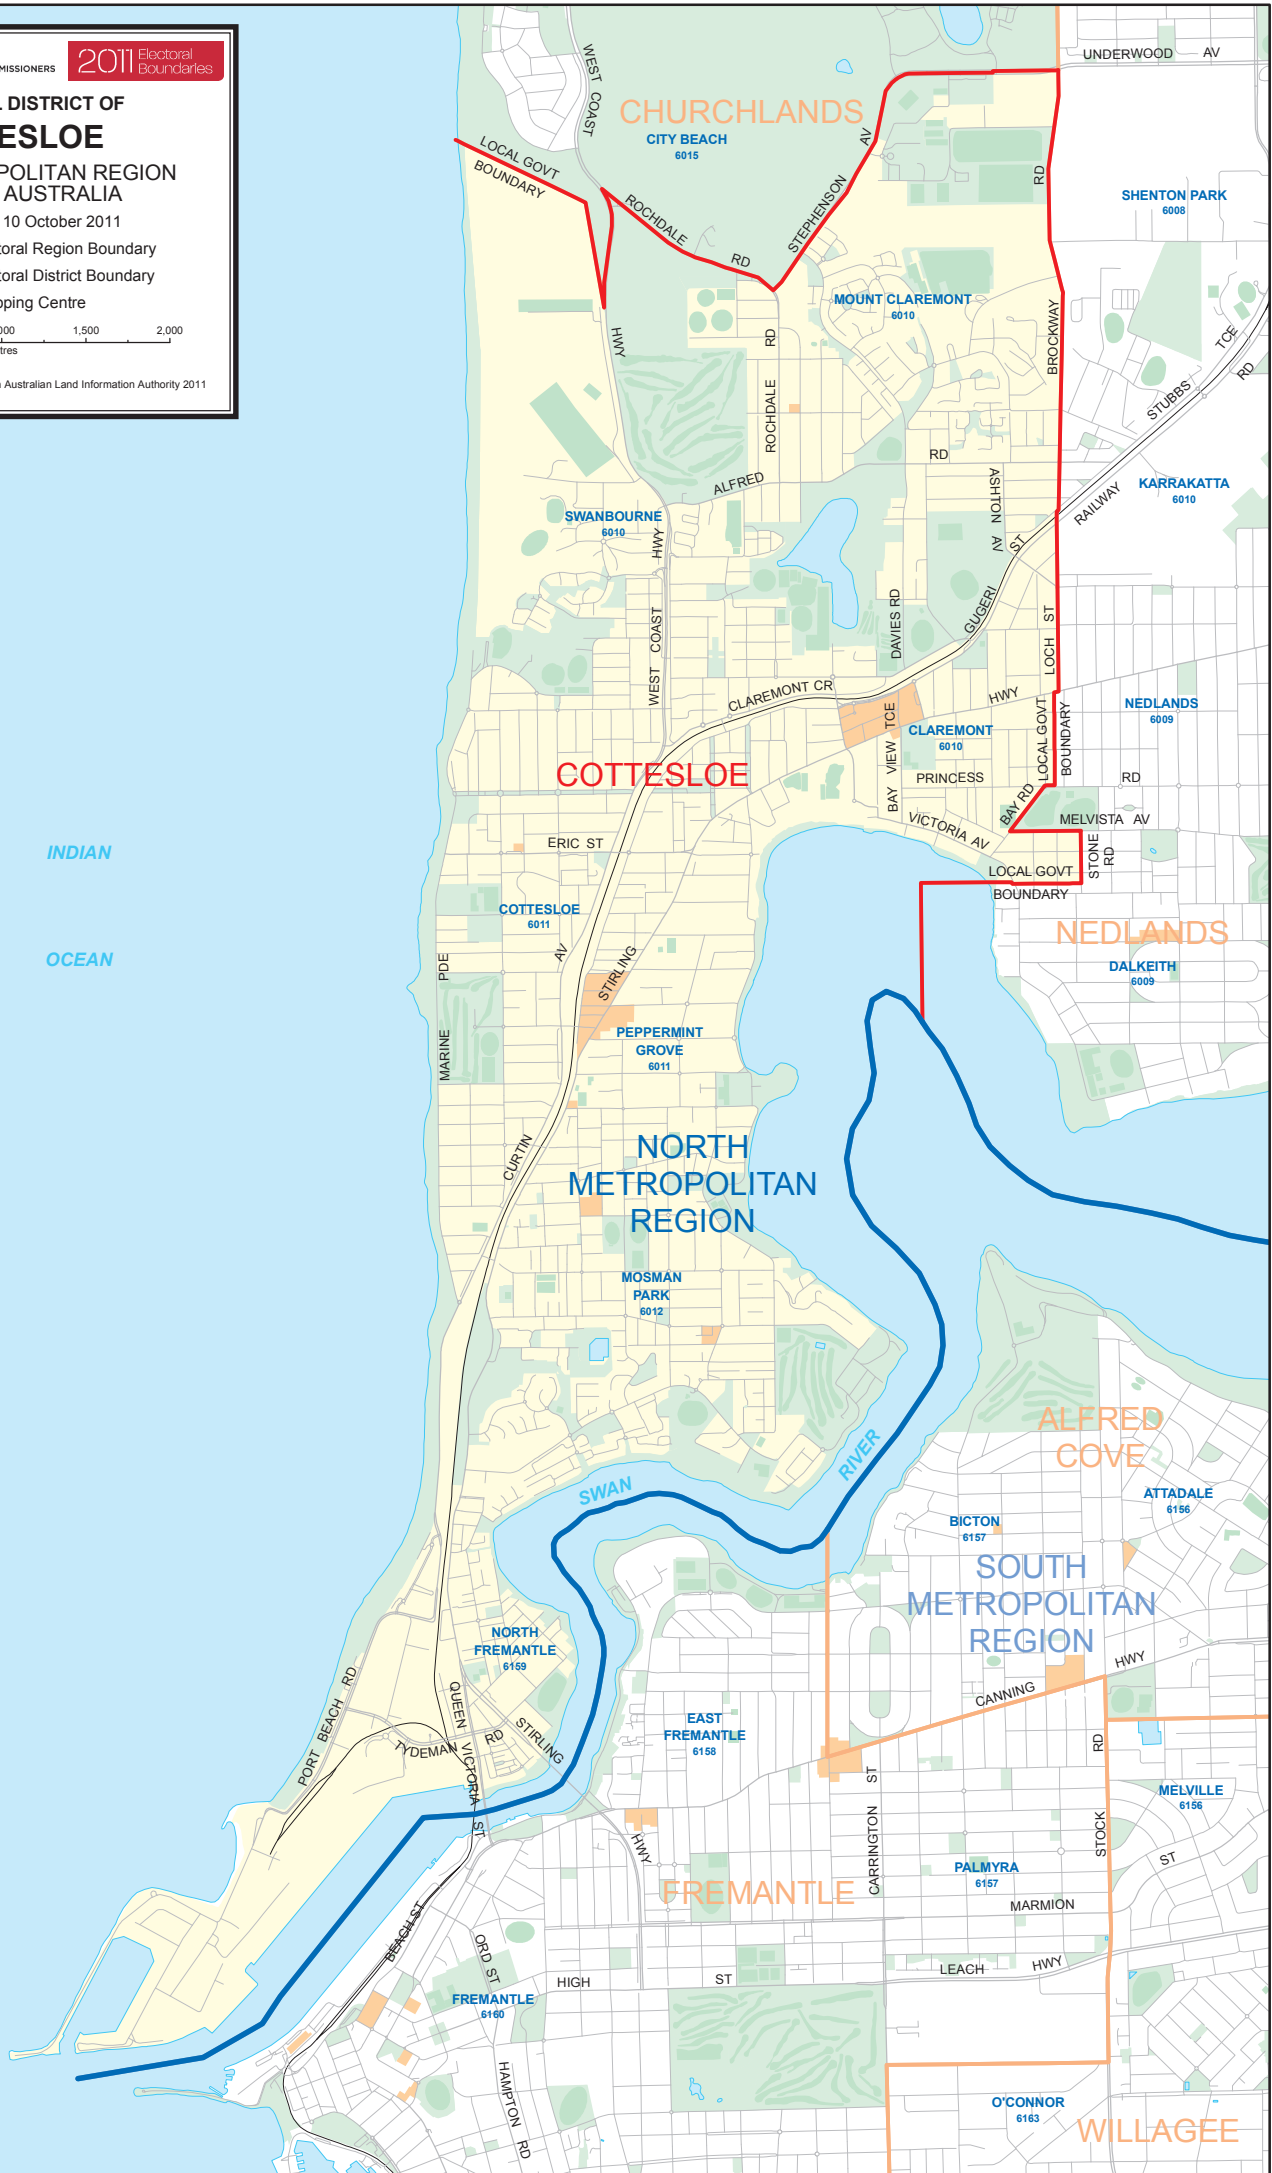 MISSIONERS
2011 Electoral
Boundaries
L DISTRICT OF
ESLOE
POLITAN REGION
AUSTRALIA
10 October 2011
toral Region Boundary
toral District Boundary
pping Centre
000 1,500 2,000
tres
n Australian Land Information Authority 2011
UNDERWOOD AV
WEST COAST
CHURCHLANDS
CITY BEACH
6015
AV
LOCAL GOVT
BOUNDARY
STEPHENSON
RD
SHENTON PARK
6008
ROCHDALE
RD
MOUNT CLAREMONT
6010
HWY
RD
BROCKWAY
TCE
STUBBS
RD
ROCHDALE
RD
ALFRED
ASHTON AV
KARRAKATTA
6010
RAILWAY
SWANBOURNE
6010
HWY
ST
GUGERI
DAVIES RD
WEST COAST
LOCH ST
CLAREMONT CR
HWY
NEDLANDS
6009
BAY VIEW TCE
CLAREMONT
6010
LOCAL GOVT
BOUNDARY
COTTESLOE
PRINCESS
RD
BAY RD
VICTORIA AV
MELVISTA AV
ERIC ST
STONE
RD
INDIAN
LOCAL GOVT
BOUNDARY
COTTESLOE
6011
AV
NEDLANDS
OCEAN
DALKEITH
6009
MARINE PDE
STIRLING
PEPPERMINT
GROVE
6011
CURTIN
NORTH
METROPOLITAN
REGION
MOSMAN
PARK
6012
ALFRED
COVE
RIVER
SWAN
ATTADALE
6156
BICTON
6157
SOUTH
METROPOLITAN
REGION
NORTH
FREMANTLE
6159
HWY
CANNING
PORT BEACH RD
QUEEN VICTORIA ST
STIRLING
TYDEMAN RD
EAST
FREMANTLE
6158
RD
ST
MELVILLE
6156
HWY
CARRINGTON
STOCK
ST
PALMYRA
6157
FREMANTLE
MARMION
BEACH ST
ORD ST
HIGH ST
LEACH HWY
FREMANTLE
6160
HAMPTON RD
O'CONNOR
6163
WILLAGEE